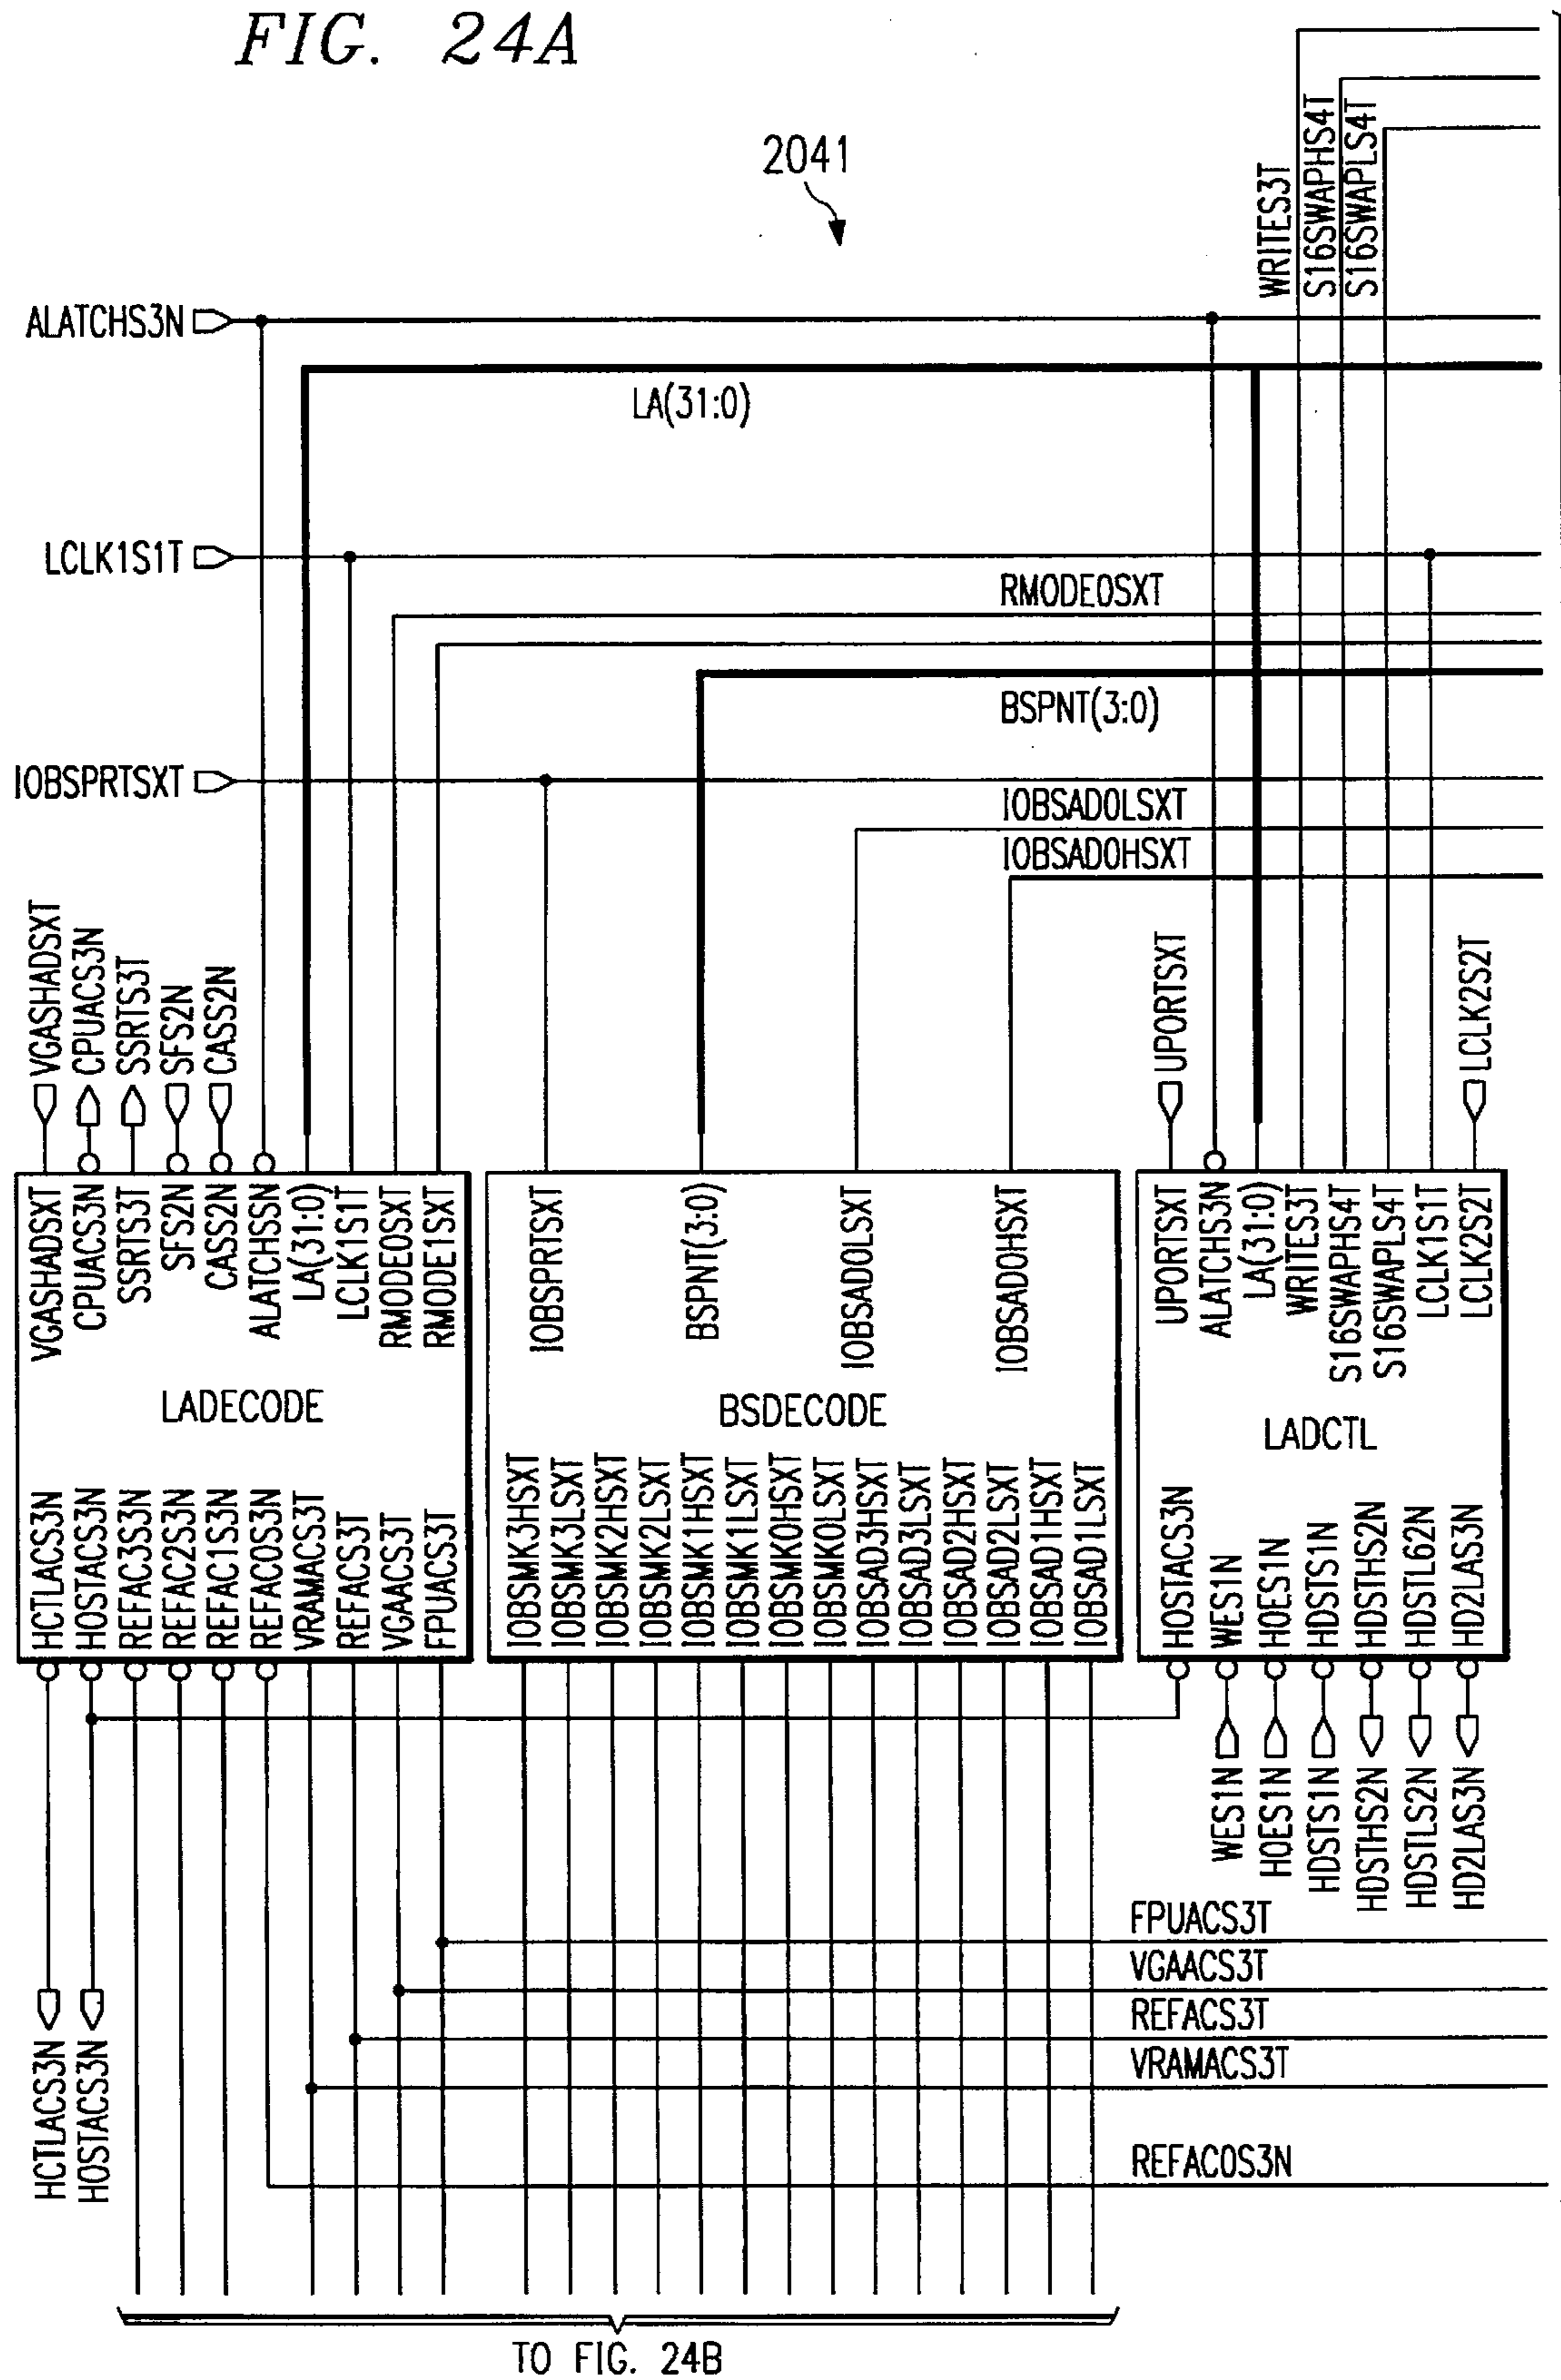 FIG. 24A
2041
WRITES3T
S16SWAPHS4T
S16SWAPLS4T
ALATCHS3N
LA(31:0)
LCLK1S1T
RMODE0SXT
BSPNT(3:0)
IOBSPRTSXT
IOBSAD0LSXT
IOBSAD0HSXT
VGASHADSXT
CPUACS3N
SSRTS3T
SFS2N
CASS2N
UPORTSXT
LCLK2S2T
VGASHADSXT
CPUACS3N
SSRTS3T
SFS2N
CASS2N
ALATCHSSN
LA(31:0)
LCLK1S1T
RMODE0SXT
RMODE1SXT
LADECODE
HCTLACS3N
HOSTACS3N
REFAC3S3N
REFAC2S3N
REFAC1S3N
REFAC0S3N
VRAMACS3T
REFACS3T
VGAACS3T
FPUACS3T
IOBSPRTSXT
BSPNT(3:0)
IOBSAD0LSXT
IOBSAD0HSXT
BSDECODE
IOBSMK3HSXT
IOBSMK3LSXT
IOBSMK2HSXT
IOBSMK2LSXT
IOBSMK1HSXT
IOBSMK1LSXT
IOBSMK0HSXT
IOBSMK0LSXT
IOBSAD3HSXT
IOBSAD3LSXT
IOBSAD2HSXT
IOBSAD2LSXT
IOBSAD1HSXT
IOBSAD1LSXT
UPORTSXT
ALATCHS3N
LA(31:0)
WRITES3T
S16SWAPHS4T
S16SWAPLS4T
LCLK1S1T
LCLK2S2T
LADCTL
HOSTACS3N
WES1N
HOES1N
HDSTS1N
HDSTHS2N
HDSTL62N
HD2LAS3N
WES1N
HOES1N
HDSTS1N
HDSTHS2N
HDSTLS2N
HD2LAS3N
FPUACS3T
VGAACS3T
REFACS3T
VRAMACS3T
REFAC0S3N
HCTLACS3N
HOSTACS3N
TO FIG. 24B